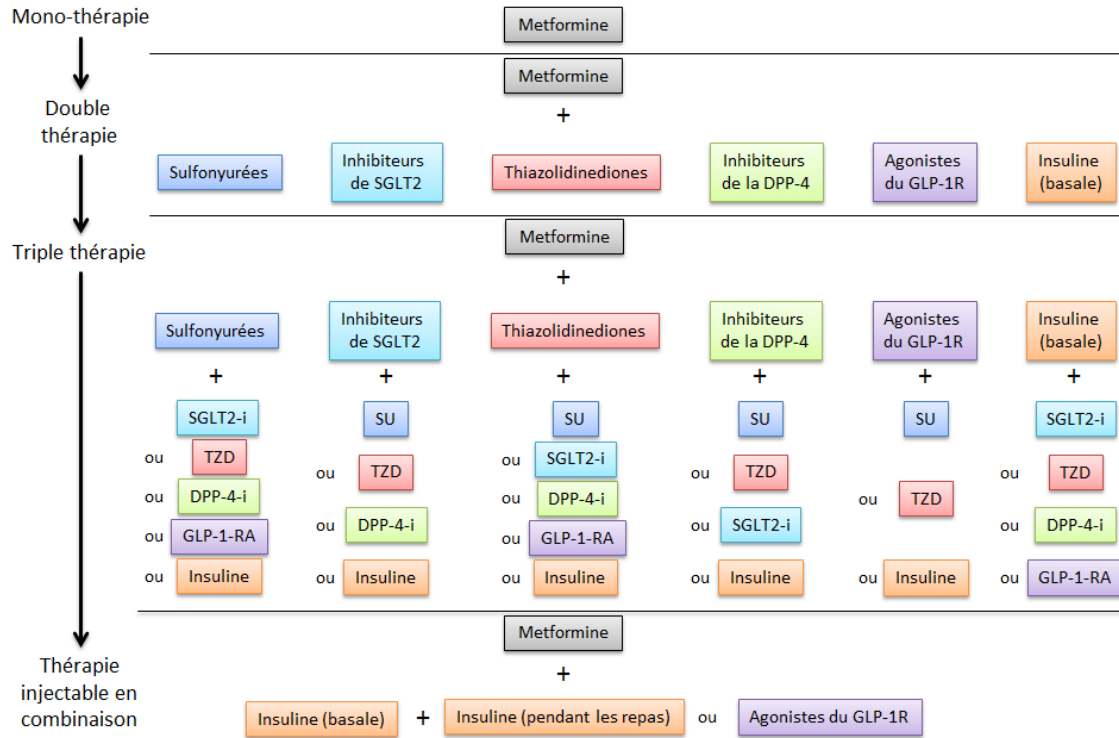 Mono-thérapie
Metformine
Metformine
+
Double
thérapie
Sulfonyurées
Inhibiteurs
de SGLT2
Thiazolidinediones
Inhibiteurs
de la DPP-4
Agonistes
du GLP-1R
Insuline
(basale)
Triple thérapie
Metformine
+
Sulfonyurées
Inhibiteurs
de SGLT2
Thiazolidinediones
Inhibiteurs
de la DPP-4
Agonistes
du GLP-1R
Insuline
(basale)
+ + + + + +
SGLT2-i
ou TZD
ou DPP-4-i
ou GLP-1-RA
ou Insuline
SU
ou TZD
ou DPP-4-i
ou Insuline
SU
ou SGLT2-i
ou DPP-4-i
ou GLP-1-RA
ou Insuline
SU
ou TZD
ou SGLT2-i
ou Insuline
SU
ou TZD
ou Insuline
SGLT2-i
ou TZD
ou DPP-4-i
ou GLP-1-RA
Metformine
+
Thérapie
injectable en
combinaison
Insuline (basale) + Insuline (pendant les repas) ou Agonistes du GLP-1R